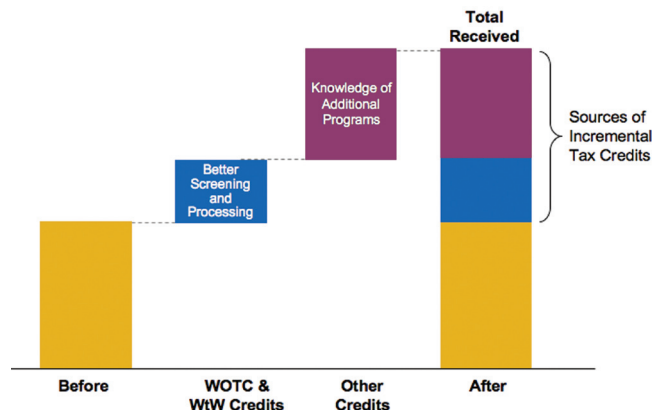 Total
Received
Knowledge of
Additional
Programs
Sources of
Incremental
Tax Credits
Better
Screening
and
Processing
Before
WOTC &
WtW Credits
Other
Credits
After